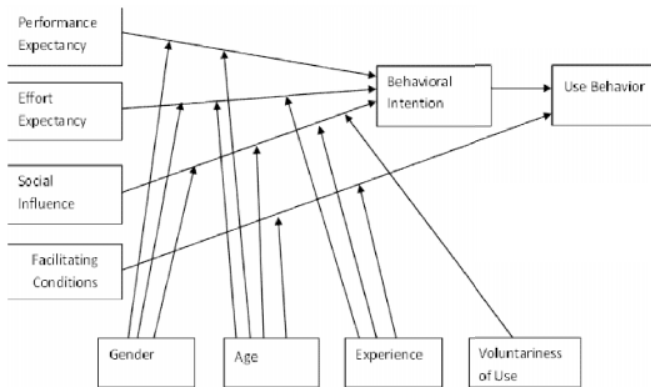 Performance
Expectancy
Effort
Expectancy
Social
Influence
Facilitating
Conditions
Behavioral
Intention
Use Behavior
Gender
Age
Experience
Voluntariness
of Use